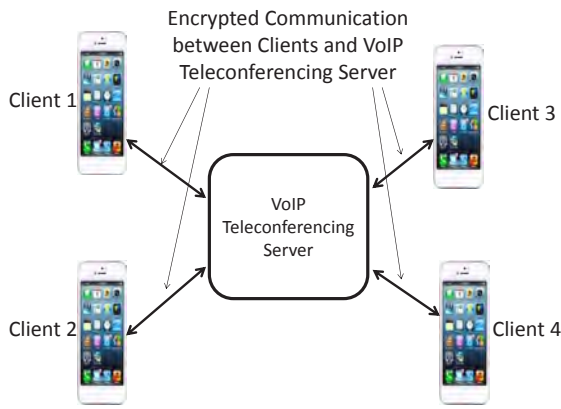 Encrypted Communication
between Clients and VoIP
Teleconferencing Server
Client 1
Client 3
VoIP
Teleconferencing
Server
Client 2
Client 4